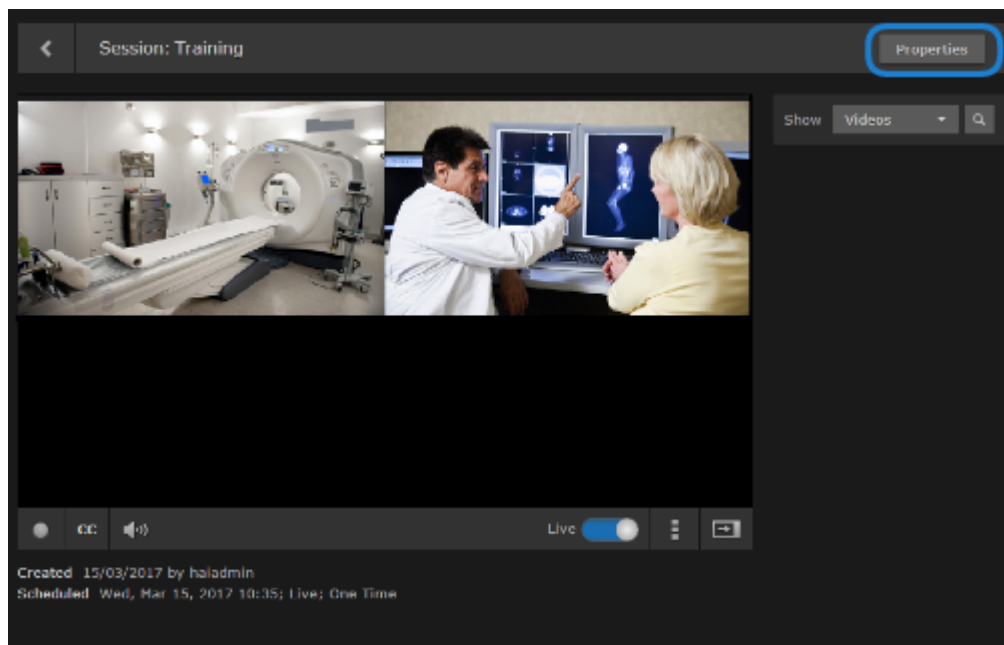 Session: Training
Properties
Show Videos
CC
Live
Created 15/03/2017 by haiadmin
Scheduled Wed, Mar 15, 2017 10:35; Live; One Time